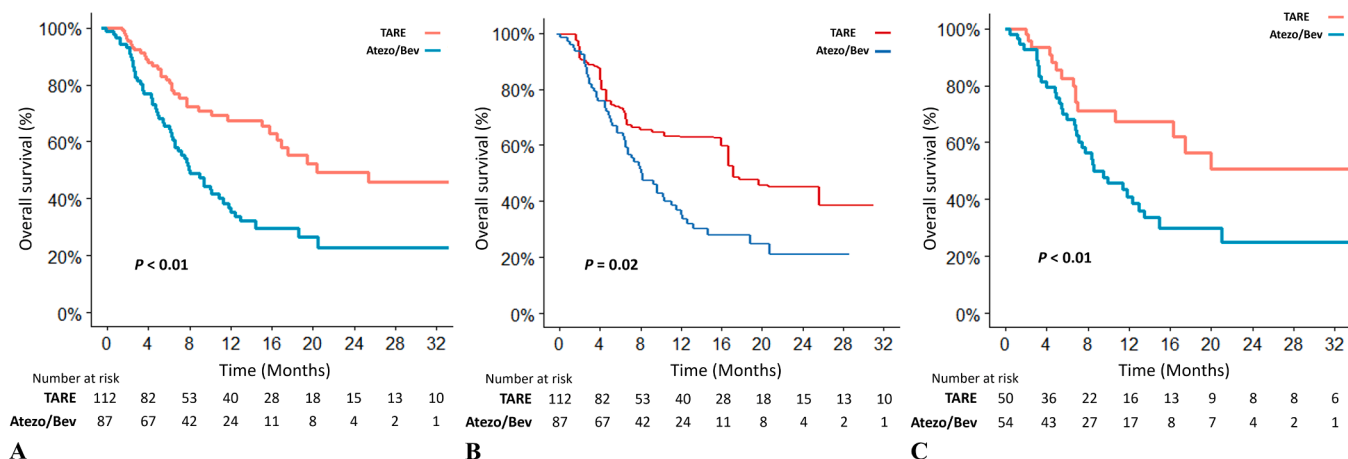 TARE
Atezo/Bev
100%
80%
60%
40%
20%
0%
Overall survival (%)
P < 0.01
0 4 8 12 16 20 24 28 32
Time (Months)
Number at risk
TARE 112 82 53 40 28 18 15 13 10
Atezo/Bev 87 67 42 24 11 8 4 2 1
A
TARE
Atezo/Bev
100%
80%
60%
40%
20%
0%
Overall survival (%)
P = 0.02
0 4 8 12 16 20 24 28 32
Time (Months)
112 82 53 40 28 18 15 13 10
87 67 42 24 11 8 4 2 1
TARE
Atezo/Bev
B
TARE
Atezo/Bev
100%
80%
60%
40%
20%
0%
Overall survival (%)
P < 0.01
0 4 8 12 16 20 24 28 32
Time (Months)
Number at risk
TARE 50 36 22 16 13 9 8 8 6
Atezo/Bev 54 43 27 17 8 7 4 2 1
C